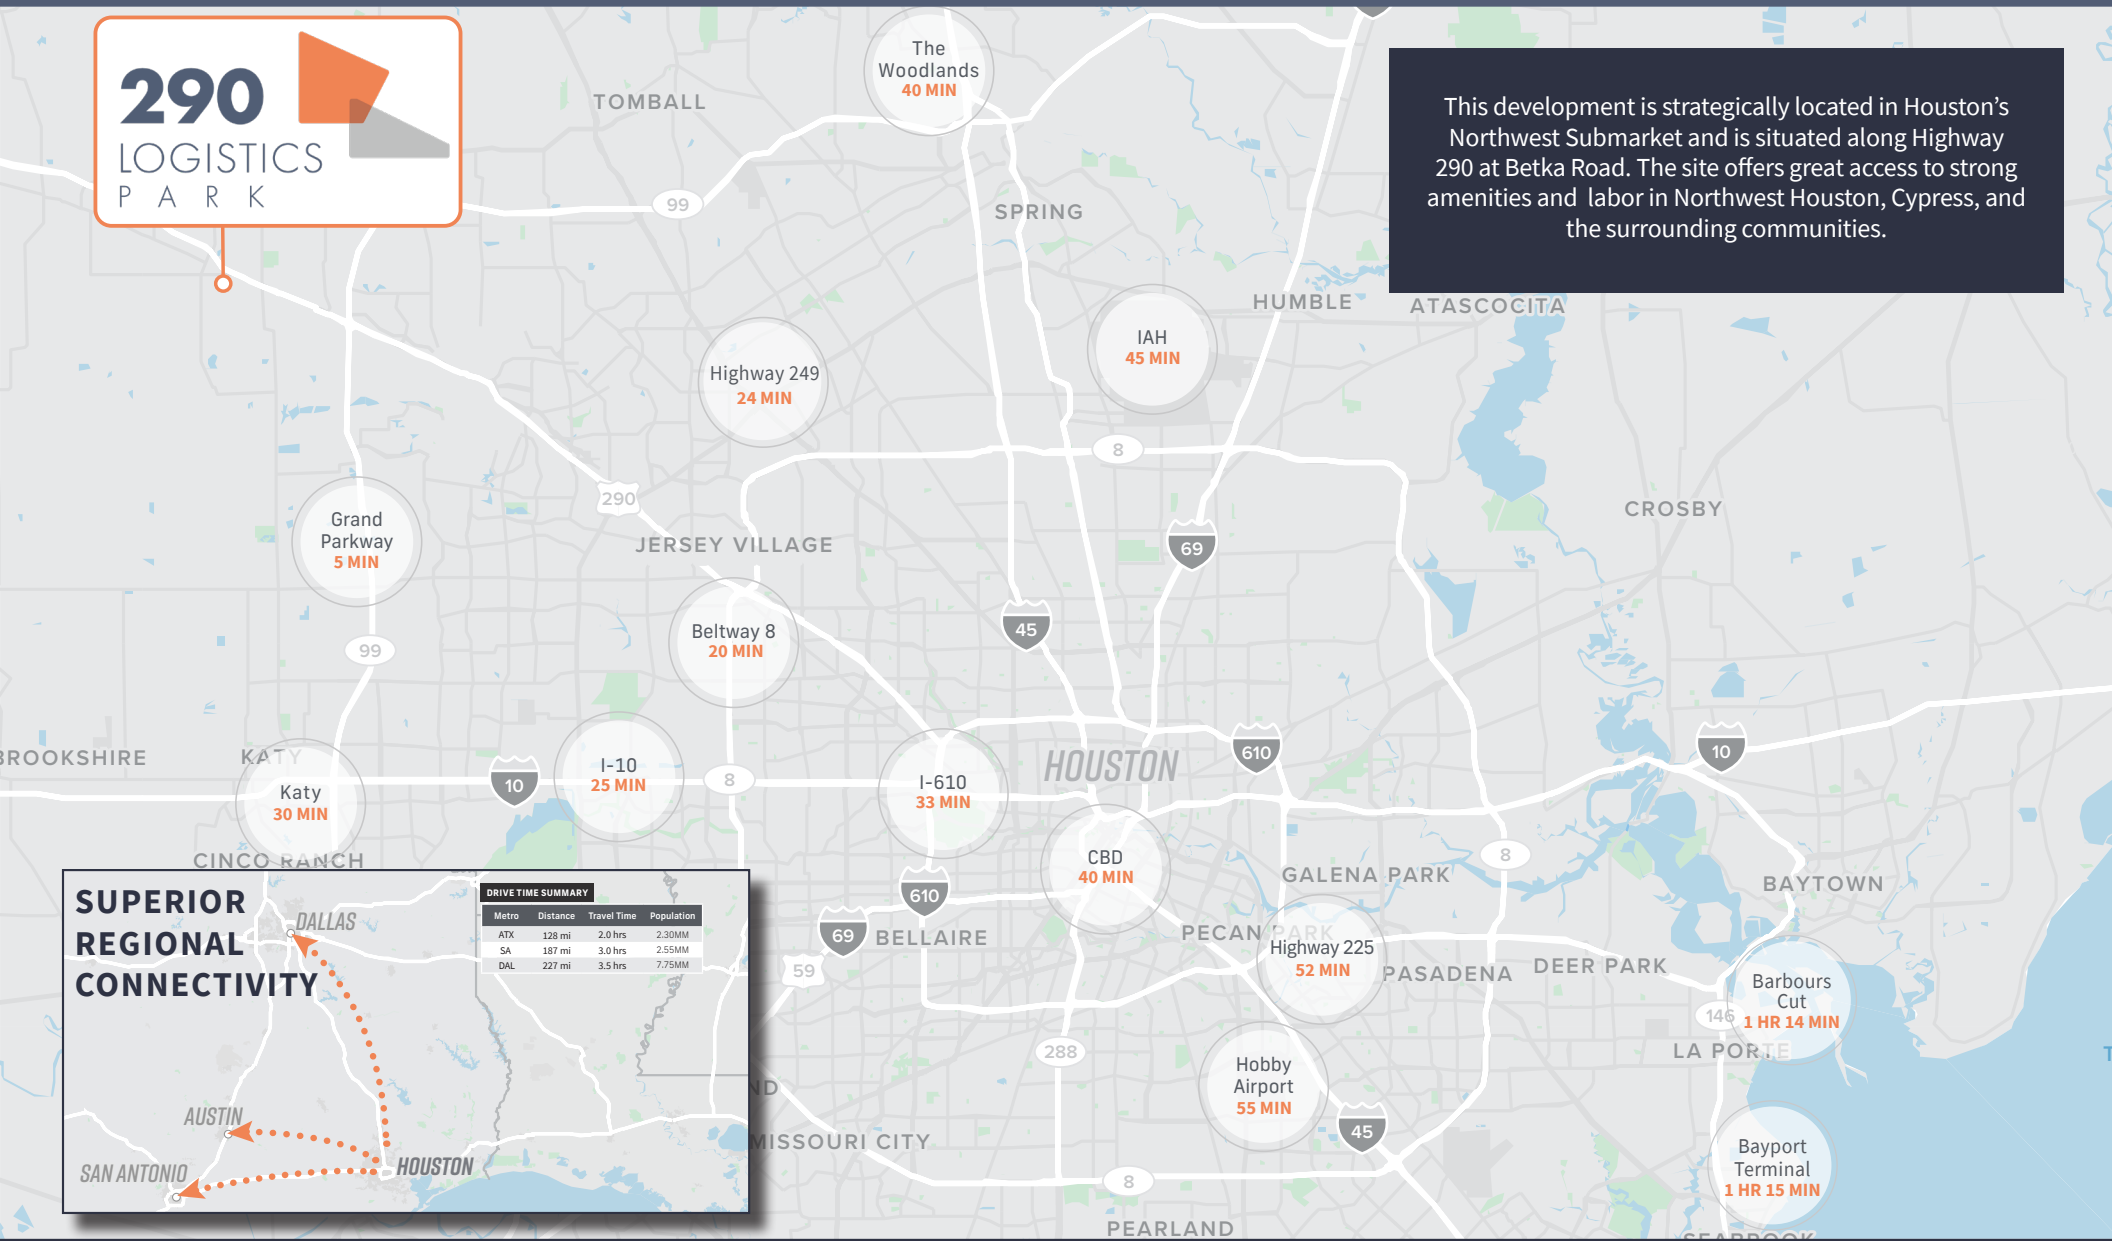 290
LOGISTICS
PARK
This development is strategically located in Houston's
Northwest Submarket and is situated along Highway
290 at Betka Road. The site offers great access to strong
amenities and labor in Northwest Houston, Cypress, and
the surrounding communities.
The
Woodlands
40 MIN
TOMBALL
99
SPRING
HUMBLE
ATASCOCITA
IAH
45 MIN
Highway 249
24 MIN
8
290
CROSBY
Grand
Parkway
5 MIN
JERSEY VILLAGE
69
45
Beltway 8
20 MIN
99
BROOKSHIRE
KATY
Katy
30 MIN
10
I-10
25 MIN
8
I-610
33 MIN
HOUSTON
610
10
CINCO RANCH
CBD
40 MIN
GALENA PARK
8
BAYTOWN
610
69
BELLAIRE
59
PECAN PARK
Highway 225
52 MIN
PASADENA
DEER PARK
Barbours
Cut
1 HR 14 MIN
146
LA PORTE
288
Hobby
Airport
55 MIN
45
MISSOURI CITY
Bayport
Terminal
1 HR 15 MIN
8
PEARLAND
SEABROOK
SUPERIOR
REGIONAL
CONNECTIVITY
DALLAS
AUSTIN
SAN ANTONIO
HOUSTON
DRIVE TIME SUMMARY
Metro Distance Travel Time Population
ATX 128 mi 2.0 hrs 2.30MM
SA 187 mi 3.0 hrs 2.55MM
DAL 227 mi 3.5 hrs 7.75MM